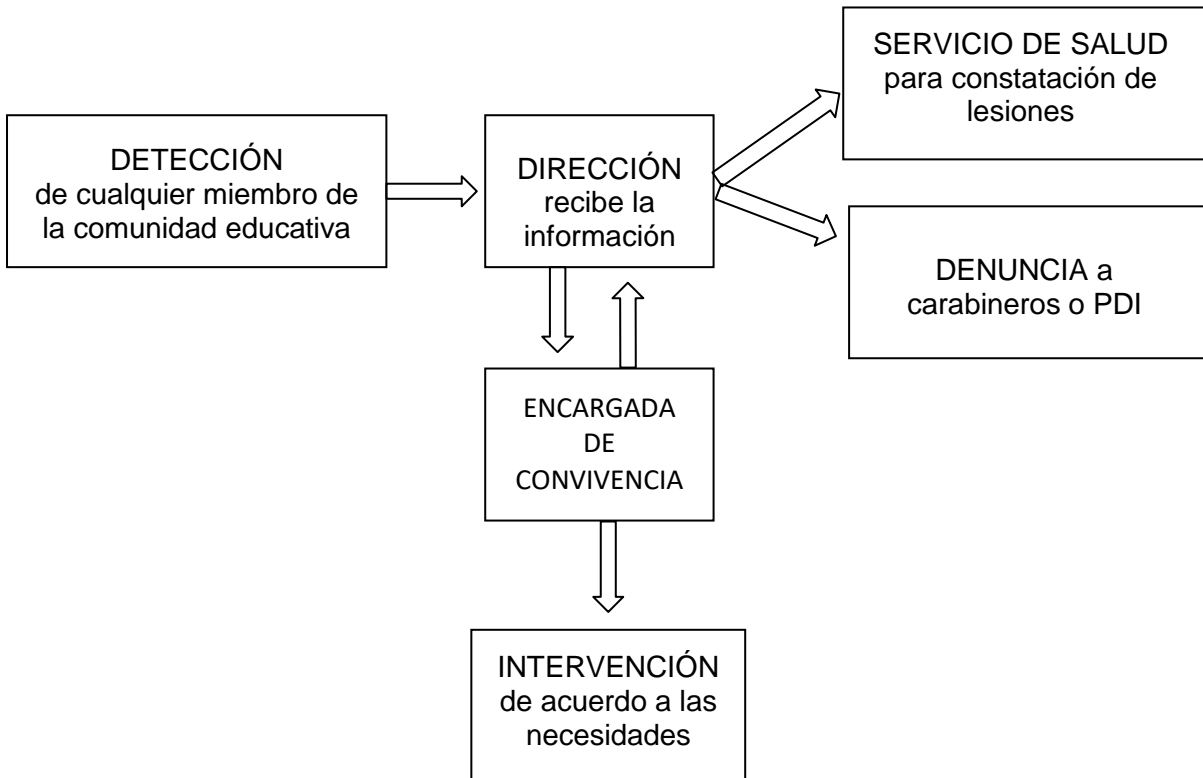 DETECCIÓN
de cualquier miembro de
la comunidad educativa
DIRECCIÓN
recibe la
información
SERVICIO DE SALUD
para constatación de
lesiones
DENUNCIA a
carabineros o PDI
ENCARGADA
DE
CONVIVENCIA
INTERVENCIÓN
de acuerdo a las
necesidades